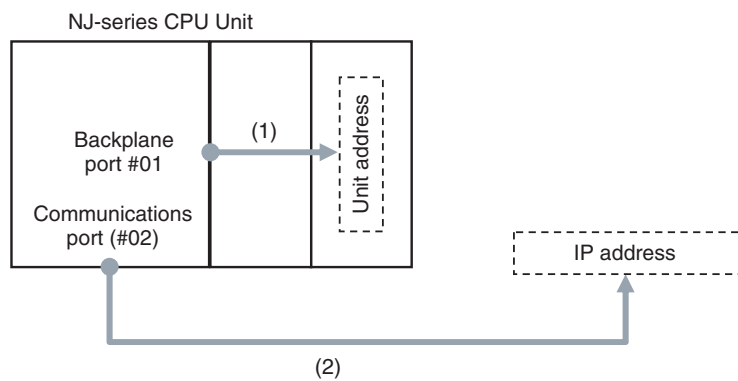 NJ-series CPU Unit
Backplane
port #01
(1)
Unit address
Communications
port (#02)
IP address
(2)